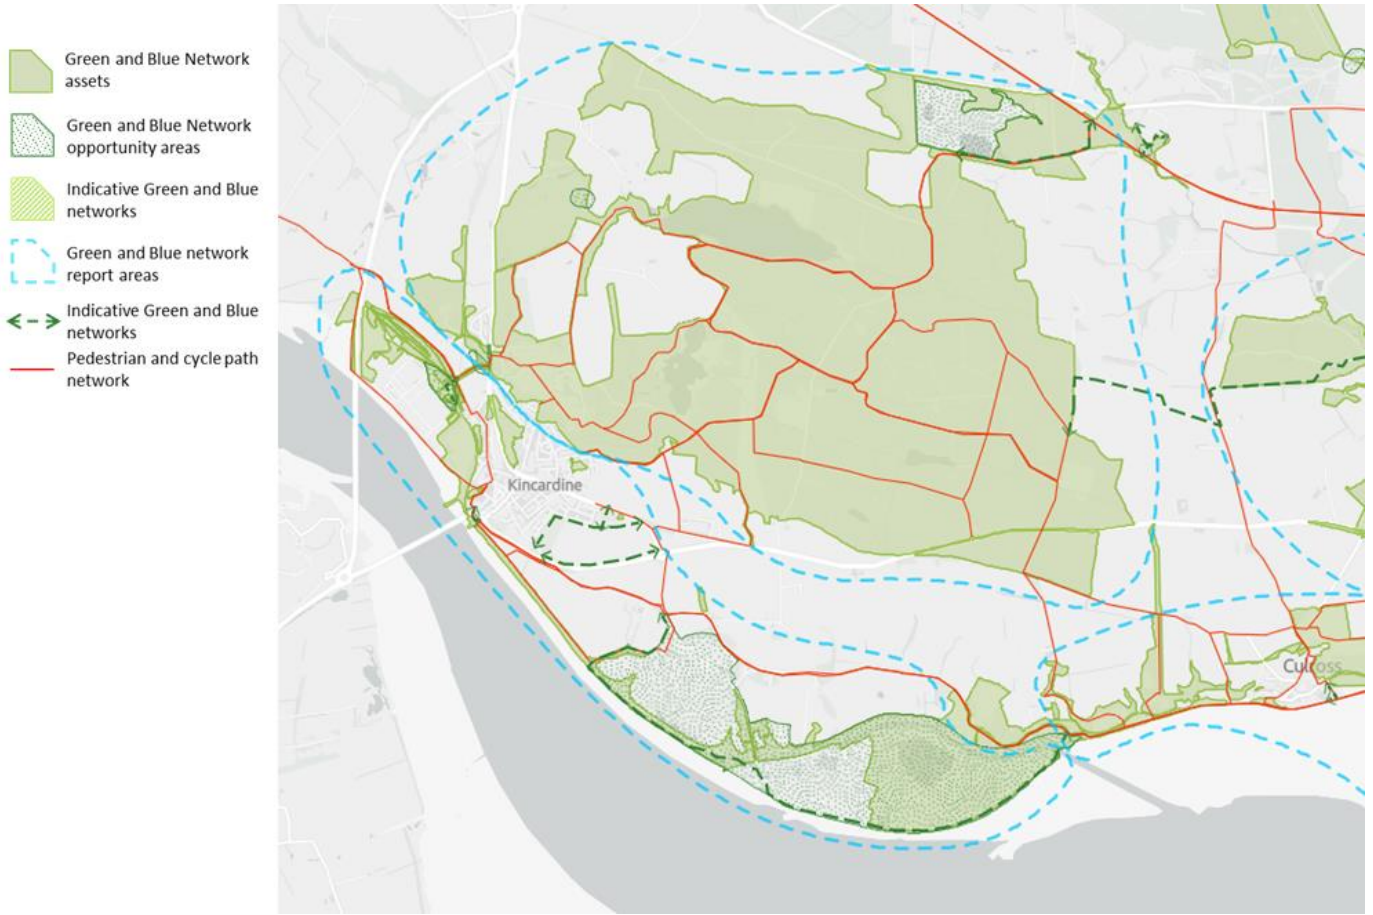 Green and Blue Network
assets
Green and Blue Network
opportunity areas
Indicative Green and Blue
networks
Green and Blue network
report areas
Indicative Green and Blue
networks
Pedestrian and cycle path
network
Kincardine
Culross